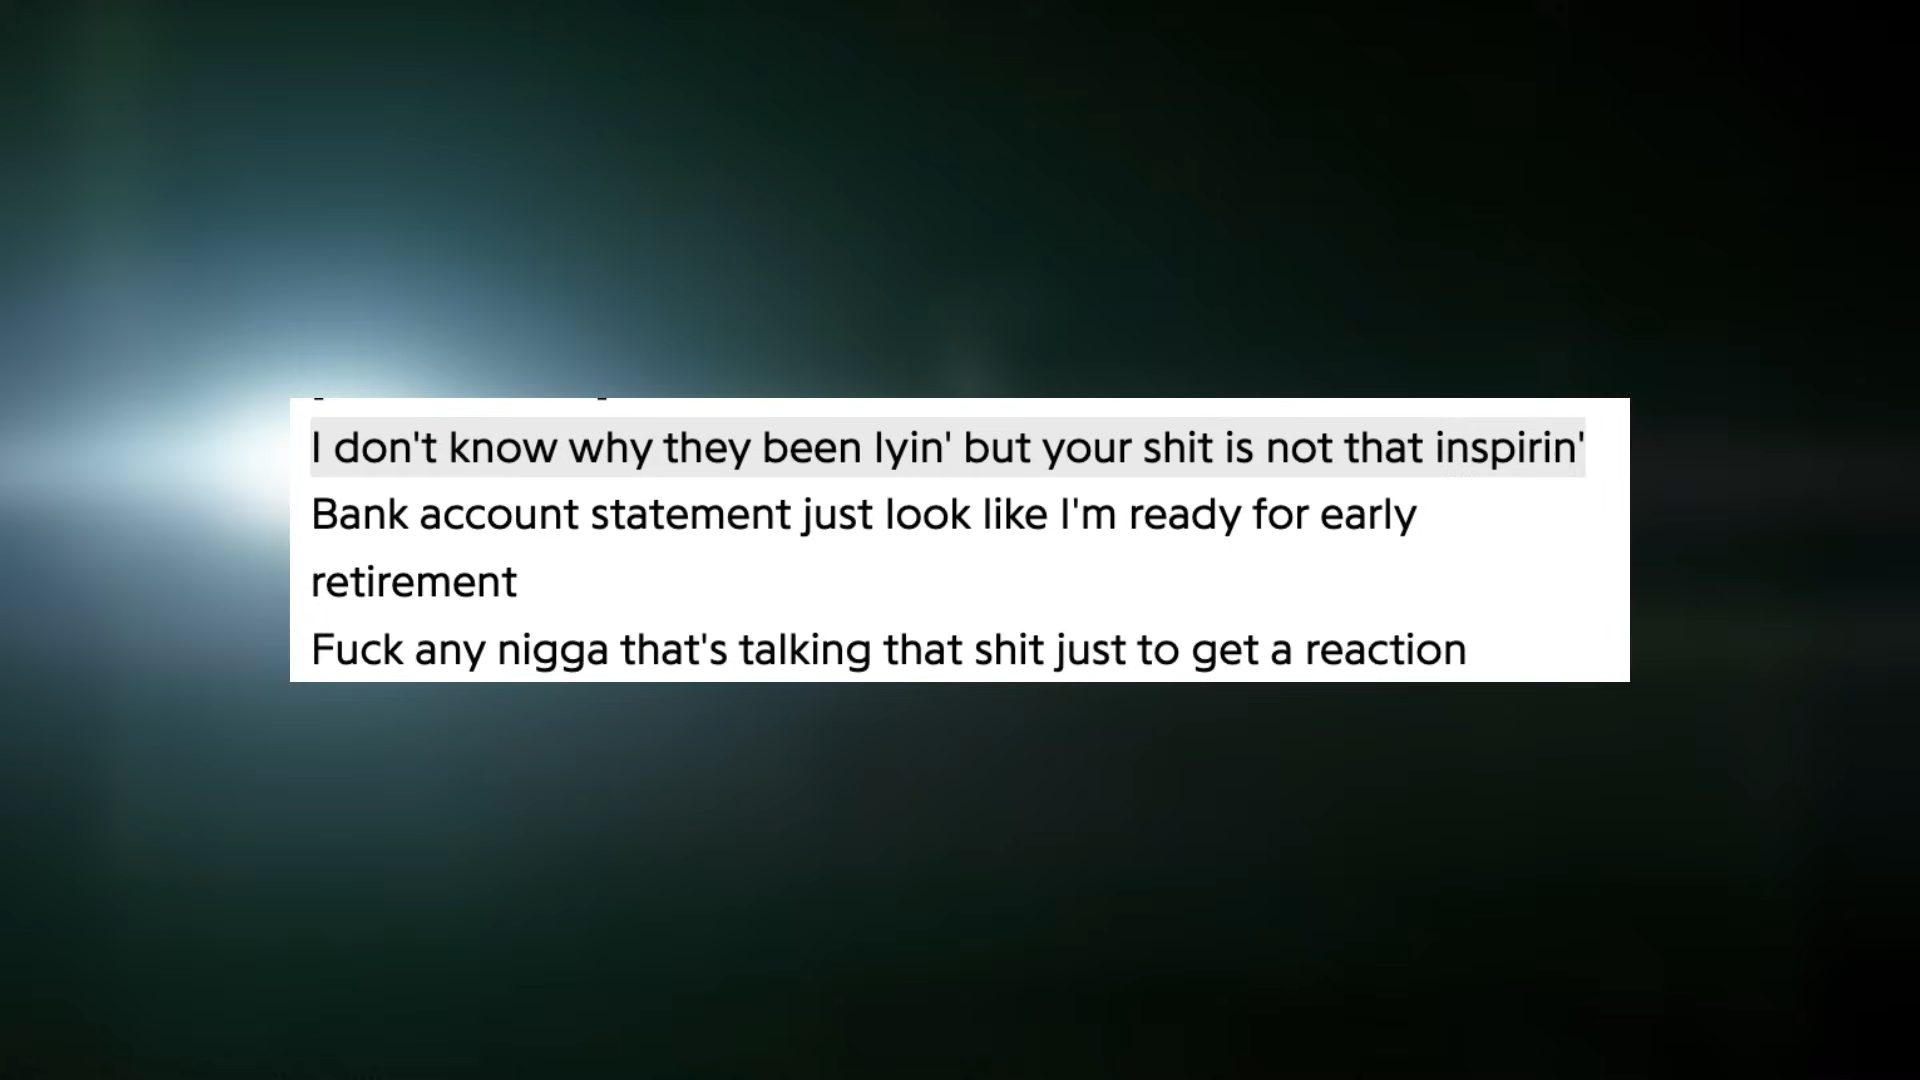 I don't know why they been lyin' but your shit is not that inspirin'
Bank account statement just look like I'm ready for early
retirement
Fuck any nigga that's talking that shit just to get a reaction